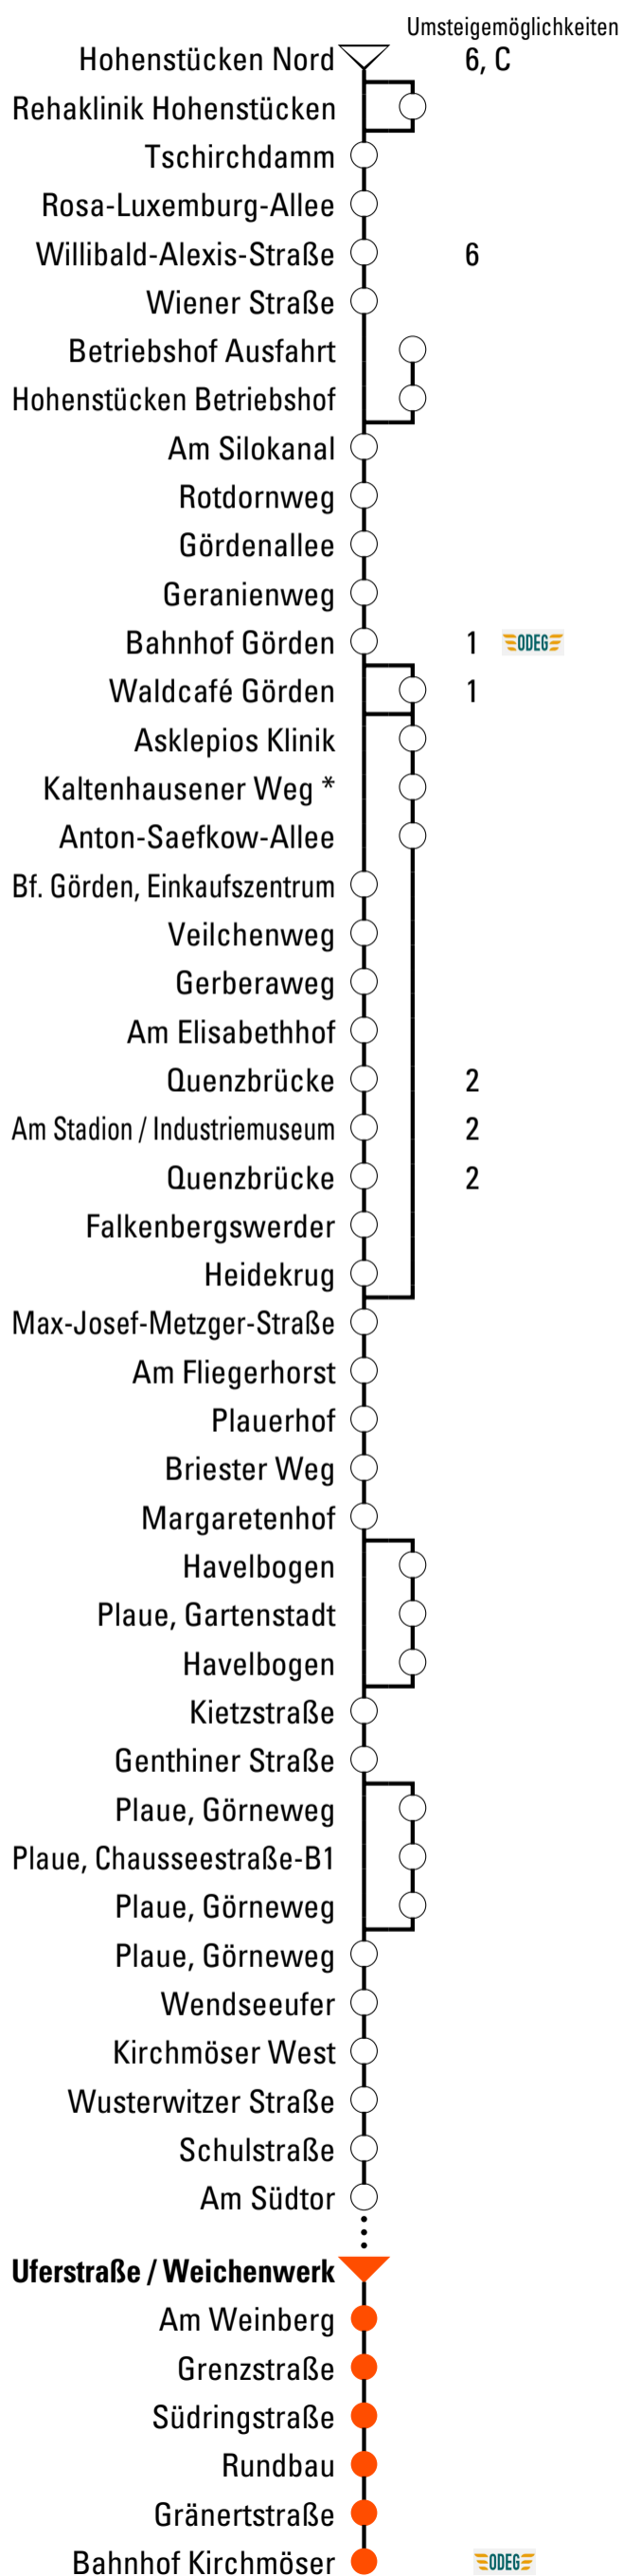 Umsteigemöglichkeiten
Hohenstücken Nord 6, C
Rehaklinik Hohenstücken
Tschirchdamm
Rosa-Luxemburg-Allee
Willibald-Alexis-Straße 6
Wiener Straße
Betriebshof Ausfahrt
Hohenstücken Betriebshof
Am Silokanal
Rotdornweg
Gördenallee
Geranienweg
Bahnhof Görden 1 ODEG
Waldcafé Görden 1
Asklepios Klinik
Kaltenhausener Weg *
Anton-Saefkow-Allee
Bf. Görden, Einkaufszentrum
Veilchenweg
Gerberaweg
Am Elisabethhof
Quenzbrücke 2
Am Stadion / Industriemuseum 2
Quenzbrücke 2
Falkenbergswerder
Heidekrug
Max-Josef-Metzger-Straße
Am Fliegerhorst
Plauerhof
Briester Weg
Margaretenhof
Havelbogen
Plaue, Gartenstadt
Havelbogen
Kietzstraße
Genthiner Straße
Plaue, Görneweg
Plaue, Chausseestraße-B1
Plaue, Görneweg
Plaue, Görneweg
Wendseeufer
Kirchmöser West
Wusterwitzer Straße
Schulstraße
Am Südtor
Uferstraße / Weichenwerk
Am Weinberg
Grenzstraße
Südringstraße
Rundbau
Gränertstraße
Bahnhof Kirchmöser ODEG